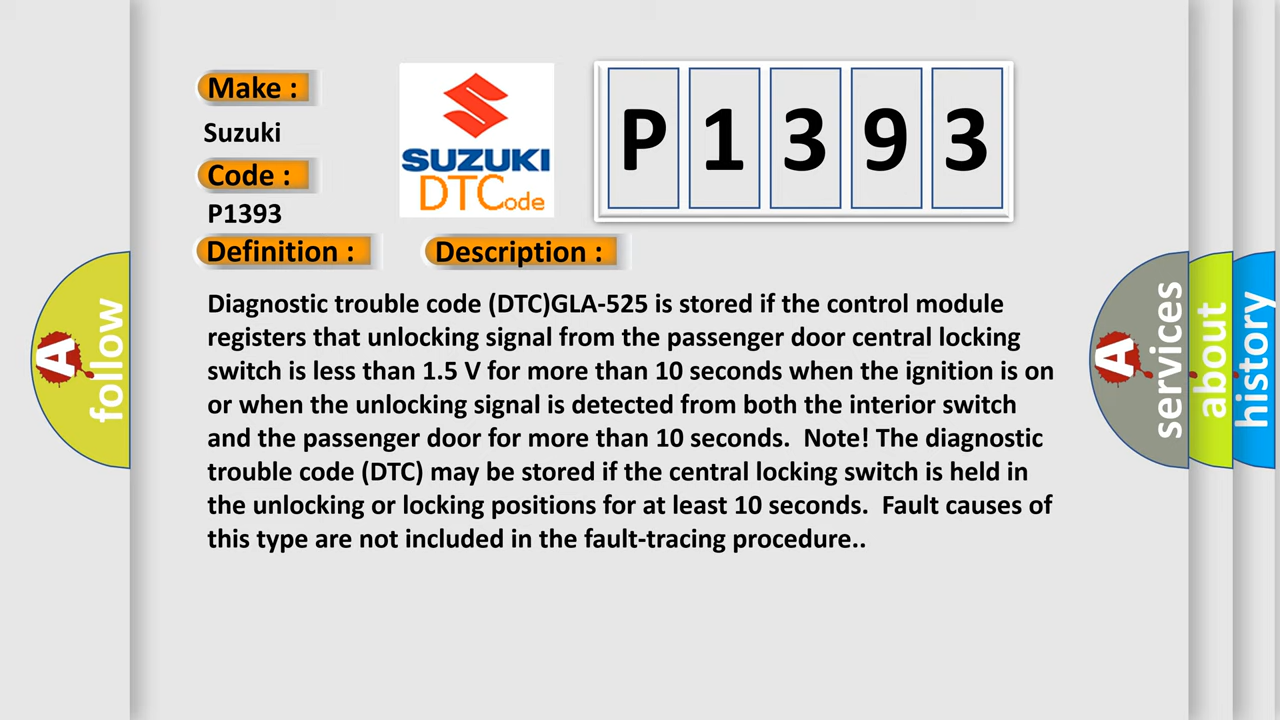 Make :
Suzuki
Code :
P1393
Definition :
Description :
SUZUKI
DTCode
P1393
Diagnostic trouble code (DTC)GLA-525 is stored if the control module
registers that unlocking signal from the passenger door central locking
switch is less than 1.5 V for more than 10 seconds when the ignition is on
or when the unlocking signal is detected from both the interior switch
and the passenger door for more than 10 seconds.  Note! The diagnostic
trouble code (DTC) may be stored if the central locking switch is held in
the unlocking or locking positions for at least 10 seconds.  Fault causes of
this type are not included in the fault-tracing procedure..
A follow
A services
about
history